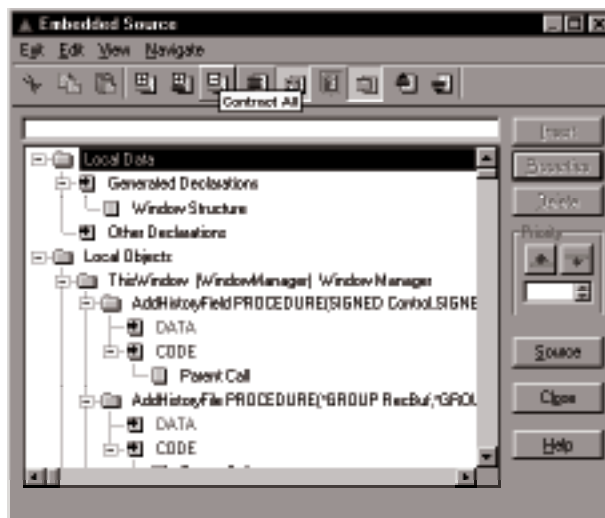 Embedded Source
Exit Edit View Navigate
Contract All
Insert
Local Data
Properties
Generated Declarations
Delete
Window Structure
Other Declarations
Priority
Local Objects
ThisWindow (WindowManager) Window Manager
AddHistoryField PROCEDURE(SIGNED Control,SIGNE
DATA
CODE
Source
Parent Call
AddHistoryFile PROCEDURE(*GROUP RecBuf,*GROU
Close
DATA
CODE
Help